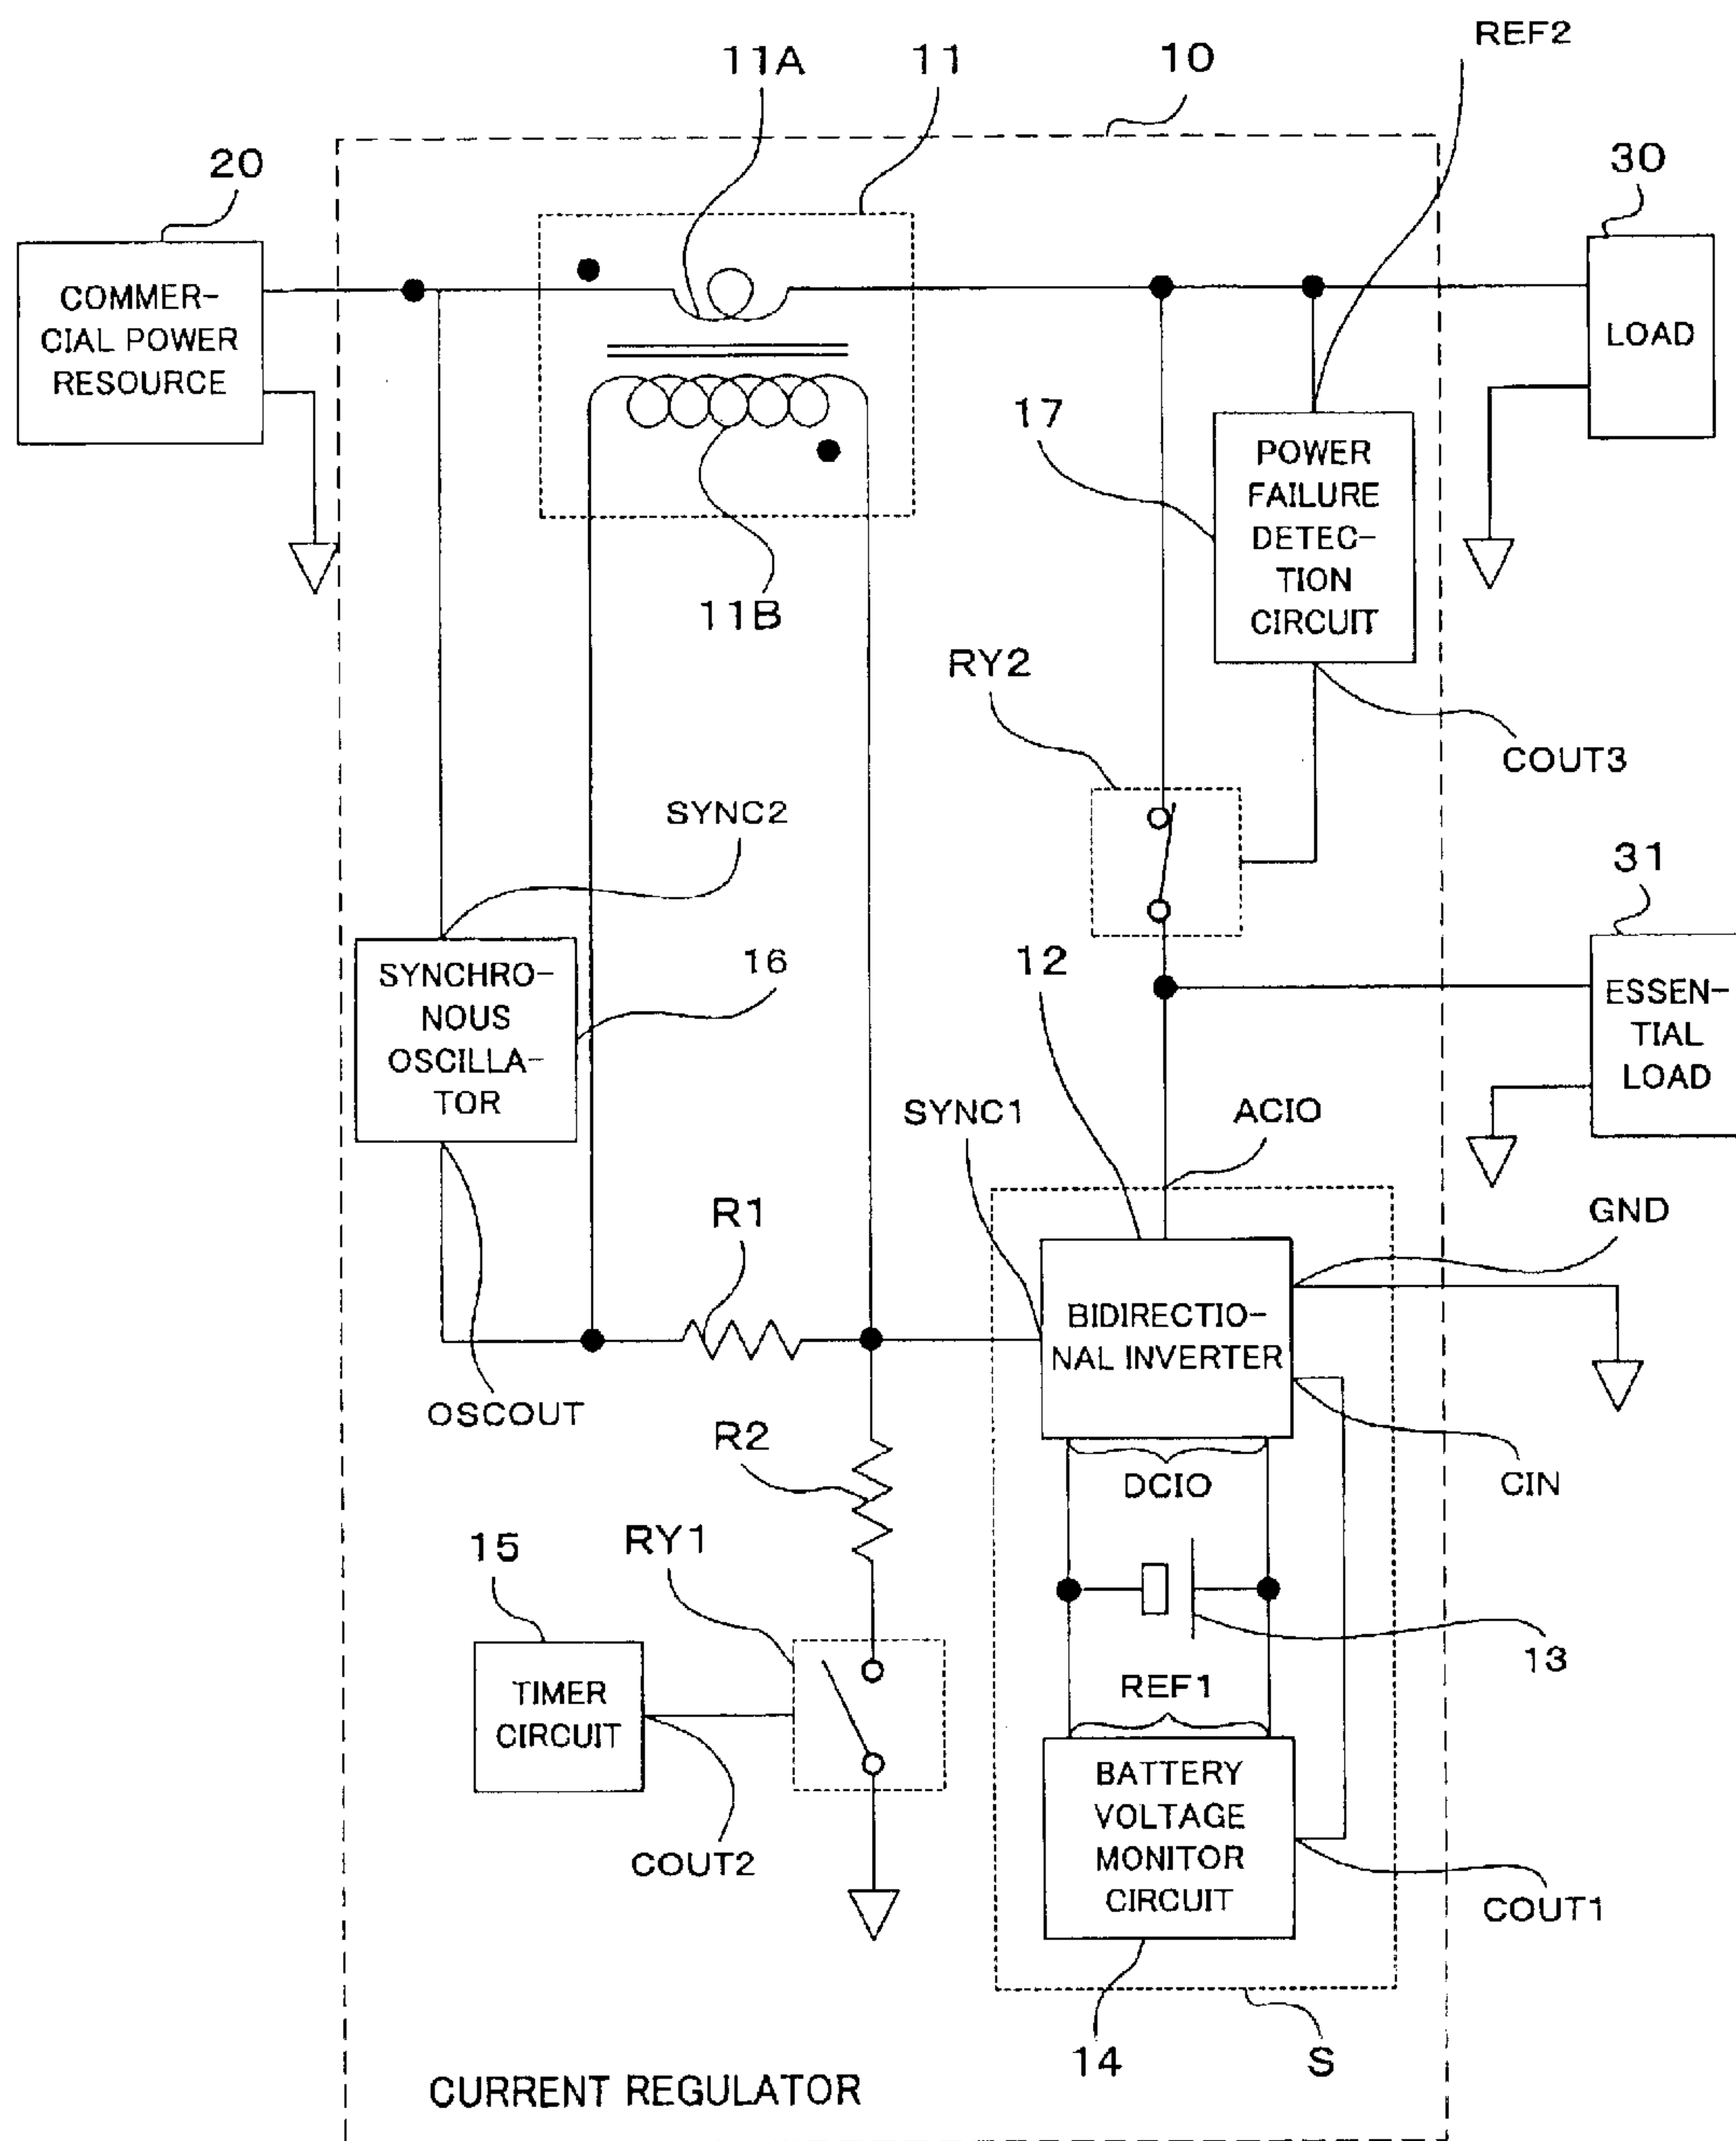 REF2
11A
11
10
20
30
COMMER-
CIAL POWER
RESOURCE
LOAD
17
POWER
FAILURE
DETEC-
TION
CIRCUIT
11B
RY2
COUT3
SYNC2
31
16
12
SYNCHRO-
NOUS
OSCILLA-
TOR
ESSEN-
TIAL
LOAD
SYNC1
ACIO
R1
GND
BIDIRECTIO-
NAL INVERTER
OSCOUT
R2
DCIO
CIN
15
RY1
13
TIMER
CIRCUIT
REF1
BATTERY
VOLTAGE
MONITOR
CIRCUIT
COUT2
COUT1
14
S
CURRENT REGULATOR